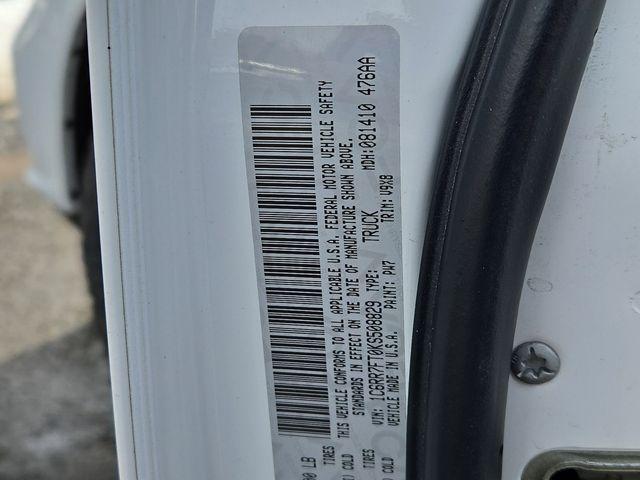 00 LB
TIRES
COLD
THIS VEHICLE CONFORMS TO ALL APPLICABLE U.S.A. FEDERAL MOTOR VEHICLE SAFETY
STANDARDS IN EFFECT ON THE DATE OF MANUFACTURE SHOWN ABOVE.
TIRES
COLD
VIN: 1C6RR7FT0KS508829 TYPE: TRUCK MDH:081410 476AA
VEHICLE MADE IN U.S.A. PAINT: PW7 TRIM: V9X8